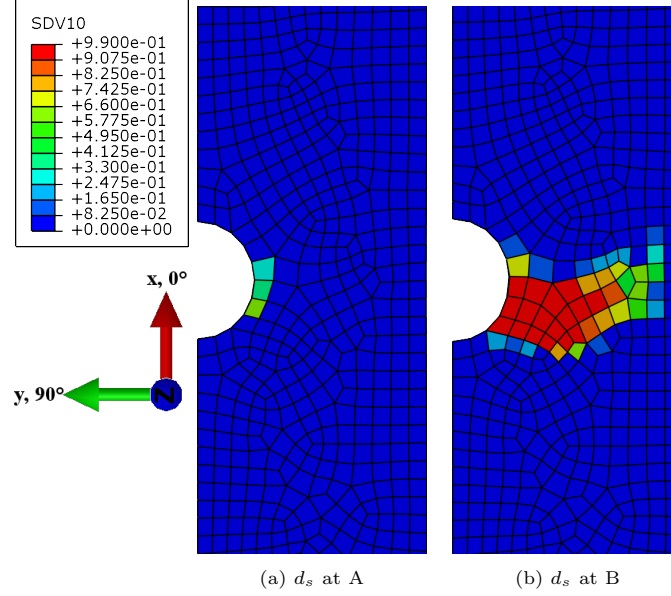 SDV10
+9.900e-01
+9.075e-01
+8.250e-01
+7.425e-01
+6.600e-01
+5.775e-01
+4.950e-01
+4.125e-01
+3.300e-01
+2.475e-01
+1.650e-01
+8.250e-02
+0.000e+00
x, 0°
y, 90°
Z
(a) d_s at A
(b) d_s at B